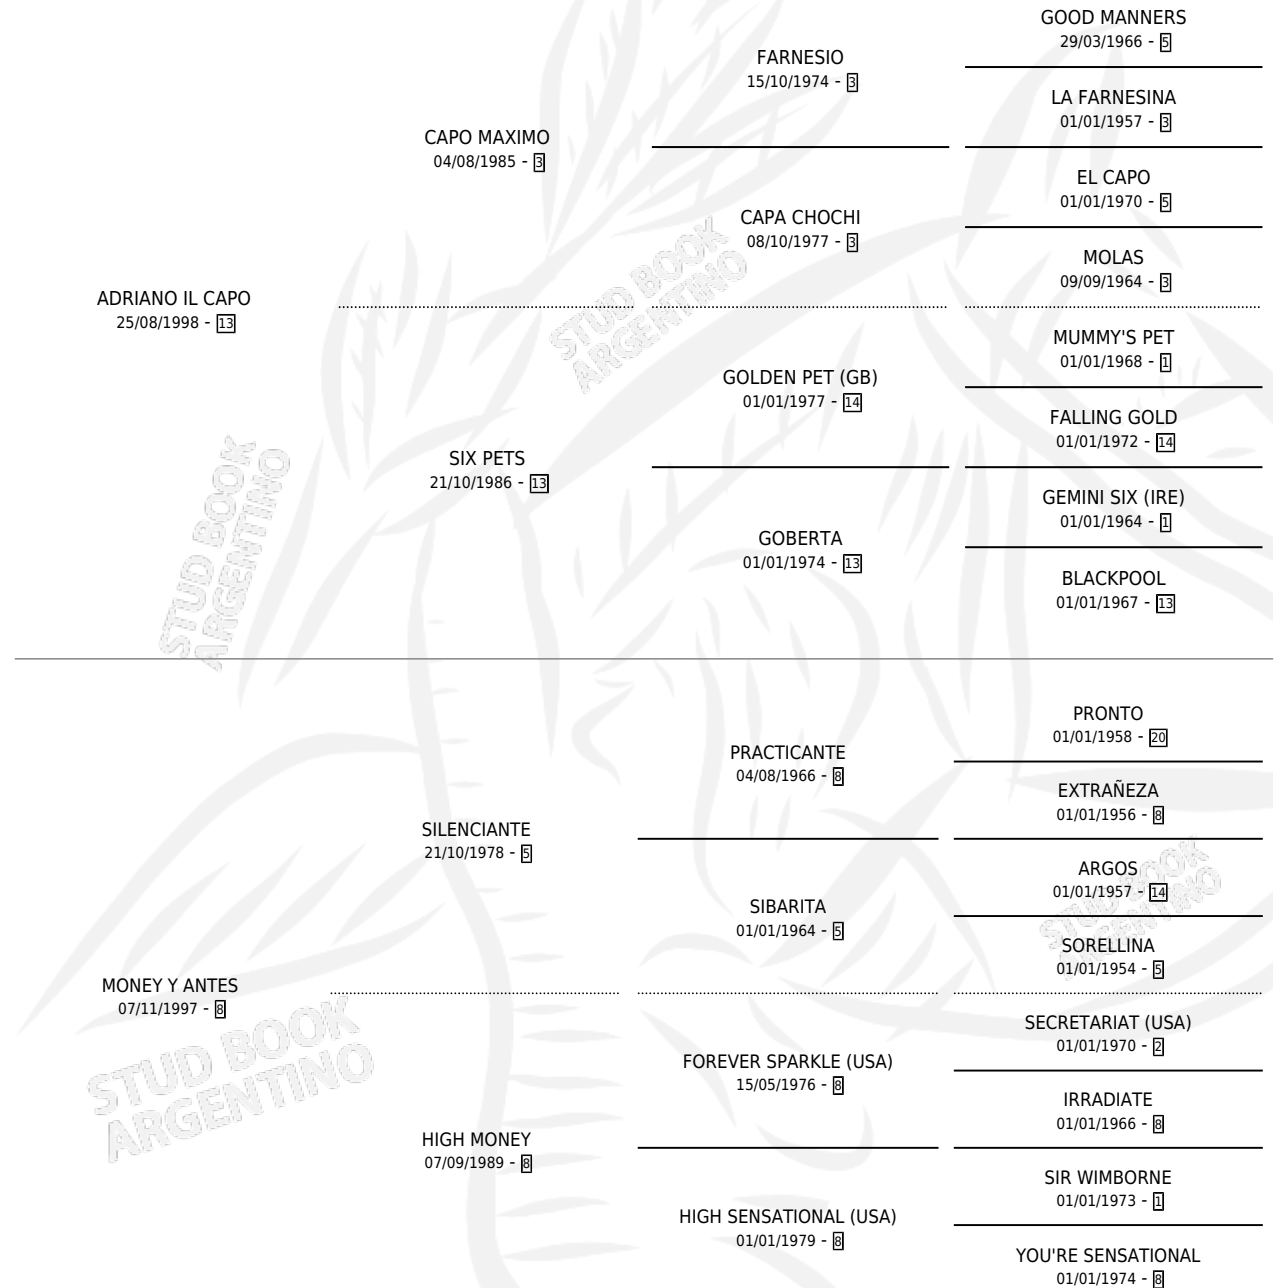 GOOD MANNERS
29/03/1966 - 5
FARNESIO
15/10/1974 - 3
LA FARNESINA
01/01/1957 - 3
CAPO MAXIMO
04/08/1985 - 3
EL CAPO
01/01/1970 - 5
CAPA CHOCHI
08/10/1977 - 3
MOLAS
09/09/1964 - 3
ADRIANO IL CAPO
25/08/1998 - 13
STUD BOOK
ARGENTINO
MUMMY'S PET
01/01/1968 - 1
GOLDEN PET (GB)
01/01/1977 - 14
FALLING GOLD
01/01/1972 - 14
SIX PETS
21/10/1986 - 13
GEMINI SIX (IRE)
01/01/1964 - 1
GOBERTA
01/01/1974 - 13
BLACKPOOL
01/01/1967 - 13
STUD BOOK
ARGENTINO
PRONTO
01/01/1958 - 20
PRACTICANTE
04/08/1966 - 8
EXTRAÑEZA
01/01/1956 - 8
SILENCIANTE
21/10/1978 - 5
ARGOS
01/01/1957 - 14
SIBARITA
01/01/1964 - 5
STUD BOOK
ARGENTINO
SORELLINA
01/01/1954 - 5
MONEY Y ANTES
07/11/1997 - 8
STUD BOOK
ARGENTINO
SECRETARIAT (USA)
01/01/1970 - 2
FOREVER SPARKLE (USA)
15/05/1976 - 8
IRRADIATE
01/01/1966 - 8
HIGH MONEY
07/09/1989 - 8
SIR WIMBORNE
01/01/1973 - 1
HIGH SENSATIONAL (USA)
01/01/1979 - 8
YOU'RE SENSATIONAL
01/01/1974 - 8